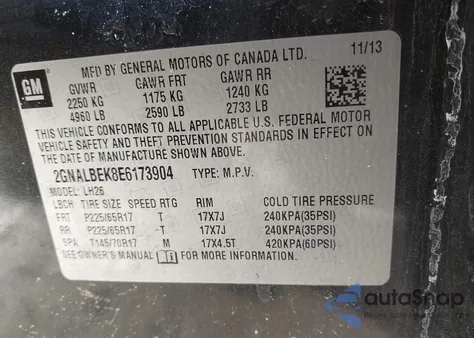 MFD BY GENERAL MOTORS OF CANADA LTD. 11/13
GM
GVWR GAWR FRT GAWR RR
2250 KG 1175 KG 1240 KG
4960 LB 2590 LB 2733 LB
THIS VEHICLE CONFORMS TO ALL APPLICABLE U.S. FEDERAL MOTOR
VEHICLE SAFETY AND THEFT PREVENTION STANDARDS IN EFFECT ON
THE DATE OF MANUFACTURE SHOWN ABOVE.
2GNALBEK8E6173904 TYPE: M.P.V.
MODEL: LH26
LBCH TIRE SIZE SPEED RTG RIM COLD TIRE PRESSURE
FRT P225/65R17 - T 17X7J 240KPA(35PSI)
RR P225/65R17 - T 17X7J 240KPA(35PSI)
SPA T145/70R17 M 17X4.5T 420KPA(60PSI)
SEE OWNER'S MANUAL FOR MORE INFORMATION.
autoSnap